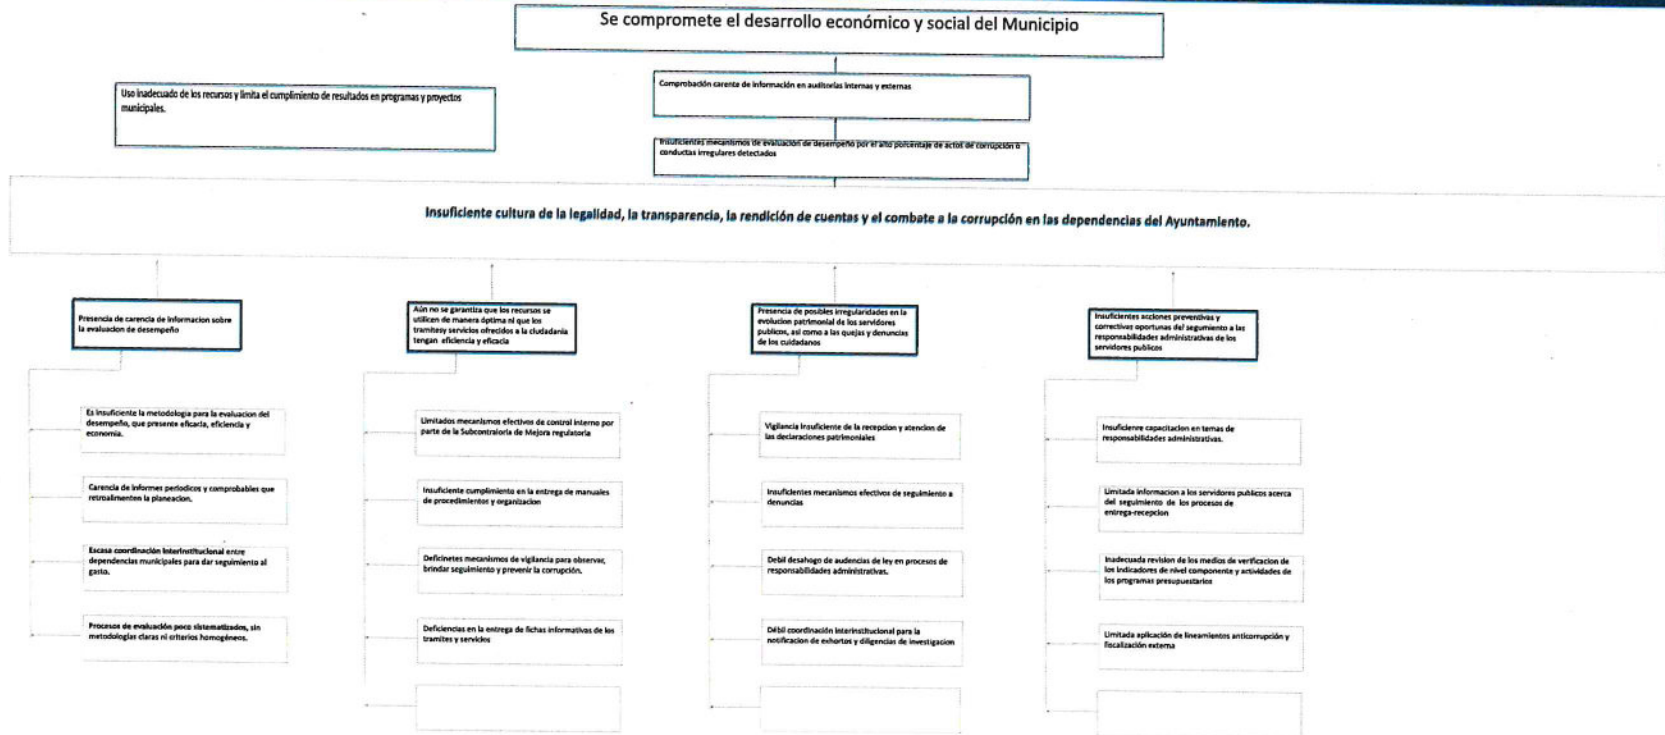 Se compromete el desarrollo económico y social del Municipio
Uso inadecuado de los recursos y limita el cumplimiento de resultados en programas y proyectos
municipales.
Comprobación carente de información en auditorias internas y externas
Insuficientes mecanismos de evaluación de desempeño por el alto porcentaje de actos de corrupción o
conductas irregulares detectados
Insuficiente cultura de la legalidad, la transparencia, la rendición de cuentas y el combate a la corrupción en las dependencias del Ayuntamiento.
Presencia de carencia de informacion sobre
la evaluacion de desempeño
Es insuficiente la metodologia para la evaluacion del
desempeño, que presente eficacia, eficiencia y
economia.
Carencia de informes periodicos y comprobables que
retroalimenten la planeacion.
Escasa coordinación interinstitucional entre
dependencias municipales para dar seguimiento al
gasto.
Procesos de evaluación poco sistematizados, sin
metodologías claras ni criterios homogéneos.
Aún no se garantiza que los recursos se
utilicen de manera óptima ni que los
tramitesy servicios ofrecidos a la ciudadania
tengan eficiencia y eficacia
Limitados mecanismos efectivos de control interno por
parte de la Subcontraloria de Mejora regulatoria
Insuficiente cumplimiento en la entrega de manuales
de procedimientos y organizacion
Deficinetes mecanismos de vigilancia para observar,
brindar seguimiento y prevenir la corrupción.
Deficiencias en la entrega de fichas informativas de los
tramites y servicios
Presencia de posibles irregularidades en la
evolucion patrimonial de los servidores
publicos, asi como a las quejas y denuncias
de los cuidadanos
Vigilancia insuficiente de la recepcion y atencion de
las declaraciones patrimoniales
Insuficientes mecanismos efectivos de seguimiento a
denuncias
Debil desahogo de audencias de ley en procesos de
responsabilidades administrativas.
Débil coordinación interinstitucional para la
notificacion de exhortos y diligencias de investigacion
Insuficientes acciones preventivas y
correctivas oportunas del segumiento a las
responsabilidades administrativas de los
servidores publicos
Insuficienre capacitacion en temas de
responsabilidades administrativas.
Limitada informacion a los servidores publicos acerca
del seguimiento de los procesos de
entrega-recepcion
Inadecuada revision de los medios de verificacion de
los indicadores de nivel componente y actividades de
los programas presupuestarios
Limitada aplicación de lineamientos anticorrupción y
fiscalización externa